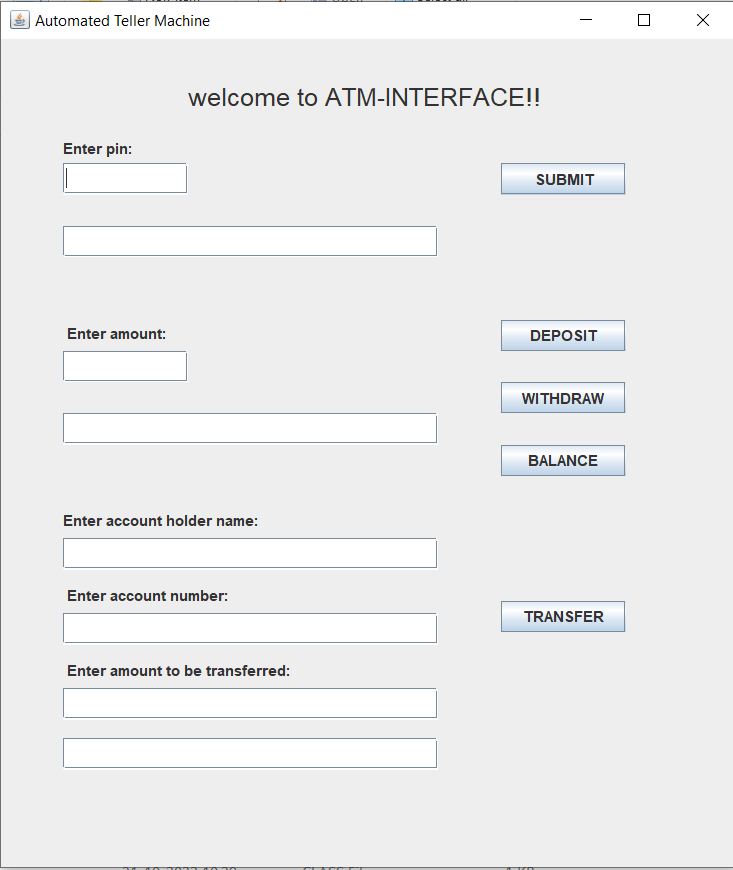 Automated Teller Machine
welcome to ATM-INTERFACE!!
Enter pin:
SUBMIT
Enter amount:
DEPOSIT
WITHDRAW
BALANCE
Enter account holder name:
Enter account number:
TRANSFER
Enter amount to be transferred: